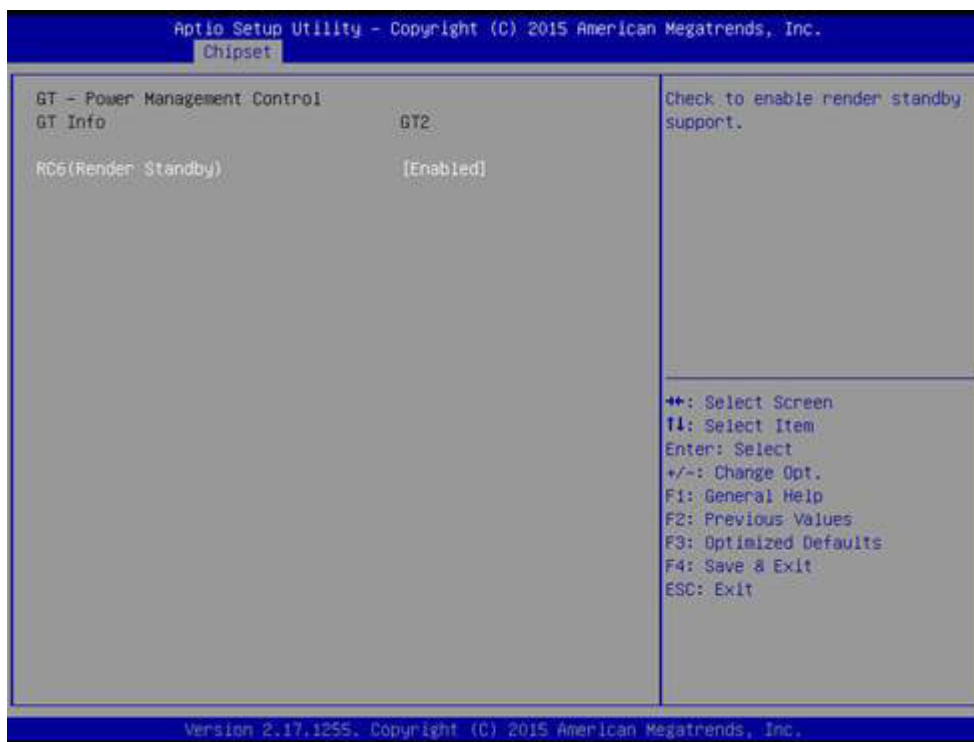 Aptio Setup Utility – Copyright (C) 2015 American Megatrends, Inc.
Chipset
GT – Power Management Control
GT Info GT2
RC6(Render Standby) [Enabled]
Check to enable render standby
support.
→←: Select Screen
↑↓: Select Item
Enter: Select
+/-: Change Opt.
F1: General Help
F2: Previous Values
F3: Optimized Defaults
F4: Save & Exit
ESC: Exit
Version 2.17.1255. Copyright (C) 2015 American Megatrends, Inc.